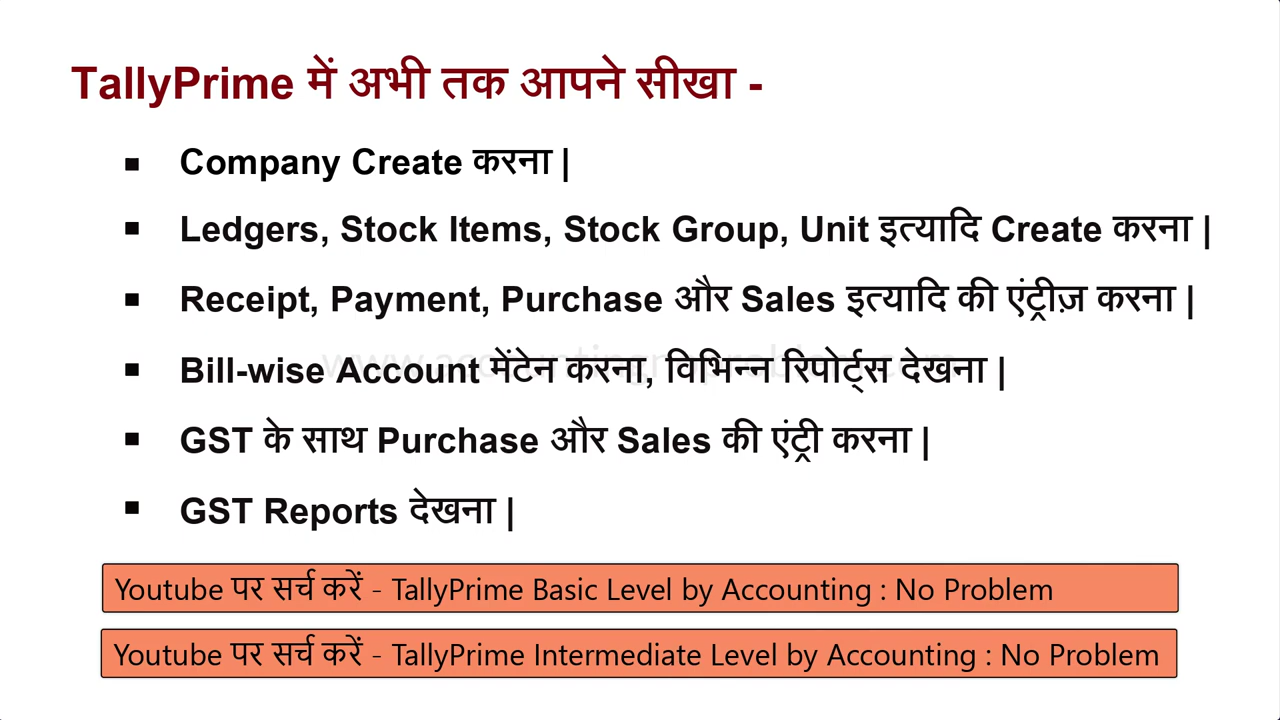 TallyPrime में अभी तक आपने सीखा -
▪ Company Create करना |
▪ Ledgers, Stock Items, Stock Group, Unit इत्यादि Create करना |
▪ Receipt, Payment, Purchase और Sales इत्यादि की एंट्रीज़ करना |
www.accountingnoproblem.com
▪ Bill-wise Account मेंटेन करना, विभिन्न रिपोर्ट्स देखना |
▪ GST के साथ Purchase और Sales की एंट्री करना |
▪ GST Reports देखना |
Youtube पर सर्च करें - TallyPrime Basic Level by Accounting : No Problem
Youtube पर सर्च करें - TallyPrime Intermediate Level by Accounting : No Problem